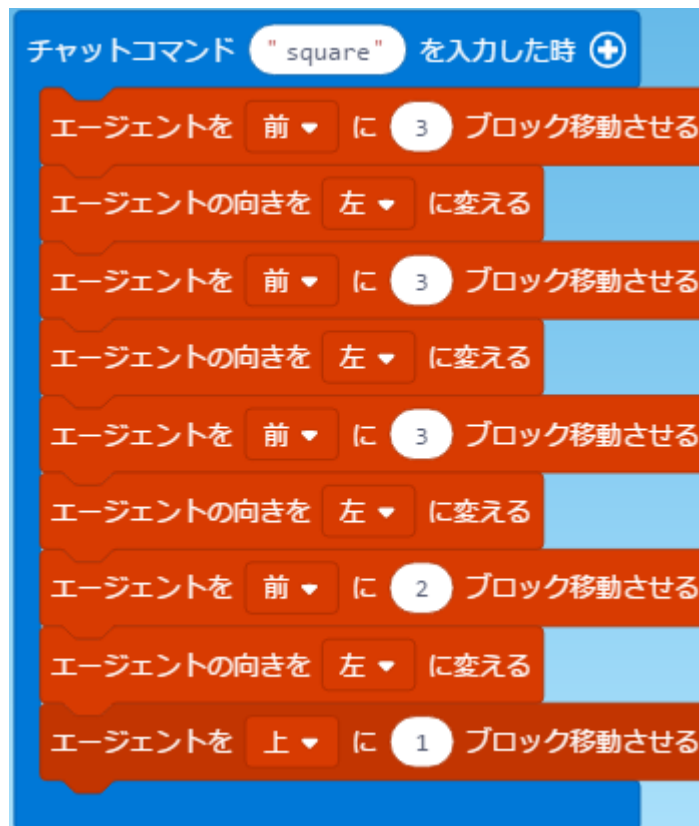 チャットコマンド "square" を入力した時
エージェントを 前 に 3 ブロック移動させる
エージェントの向きを 左 に変える
エージェントを 前 に 3 ブロック移動させる
エージェントの向きを 左 に変える
エージェントを 前 に 3 ブロック移動させる
エージェントの向きを 左 に変える
エージェントを 前 に 2 ブロック移動させる
エージェントの向きを 左 に変える
エージェントを 上 に 1 ブロック移動させる